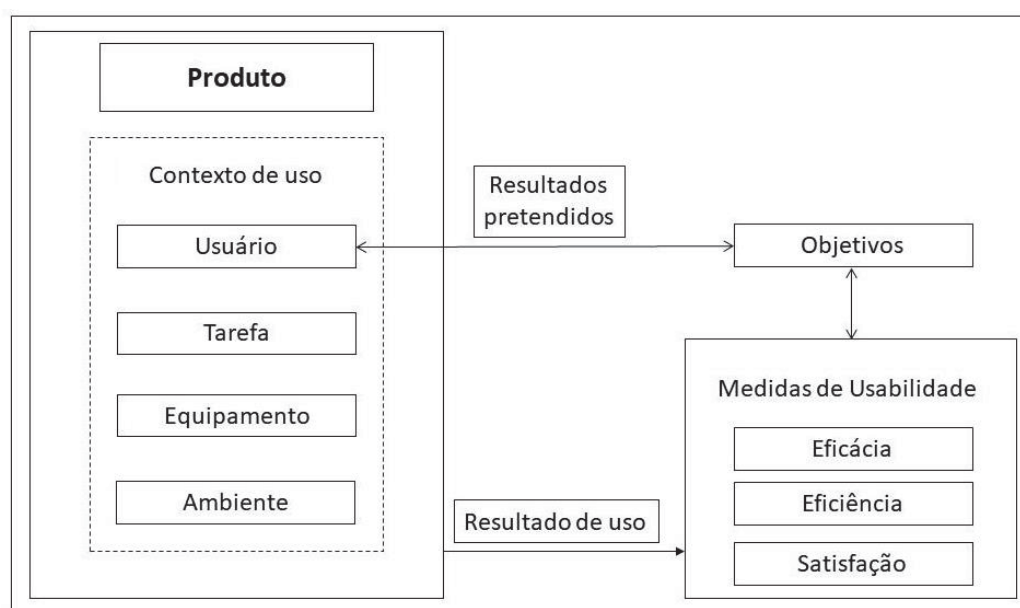 Produto
Contexto de uso
Usuário
Tarefa
Equipamento
Ambiente
Resultados
pretendidos
Objetivos
Resultado de uso
Medidas de Usabilidade
Eficácia
Eficiência
Satisfação